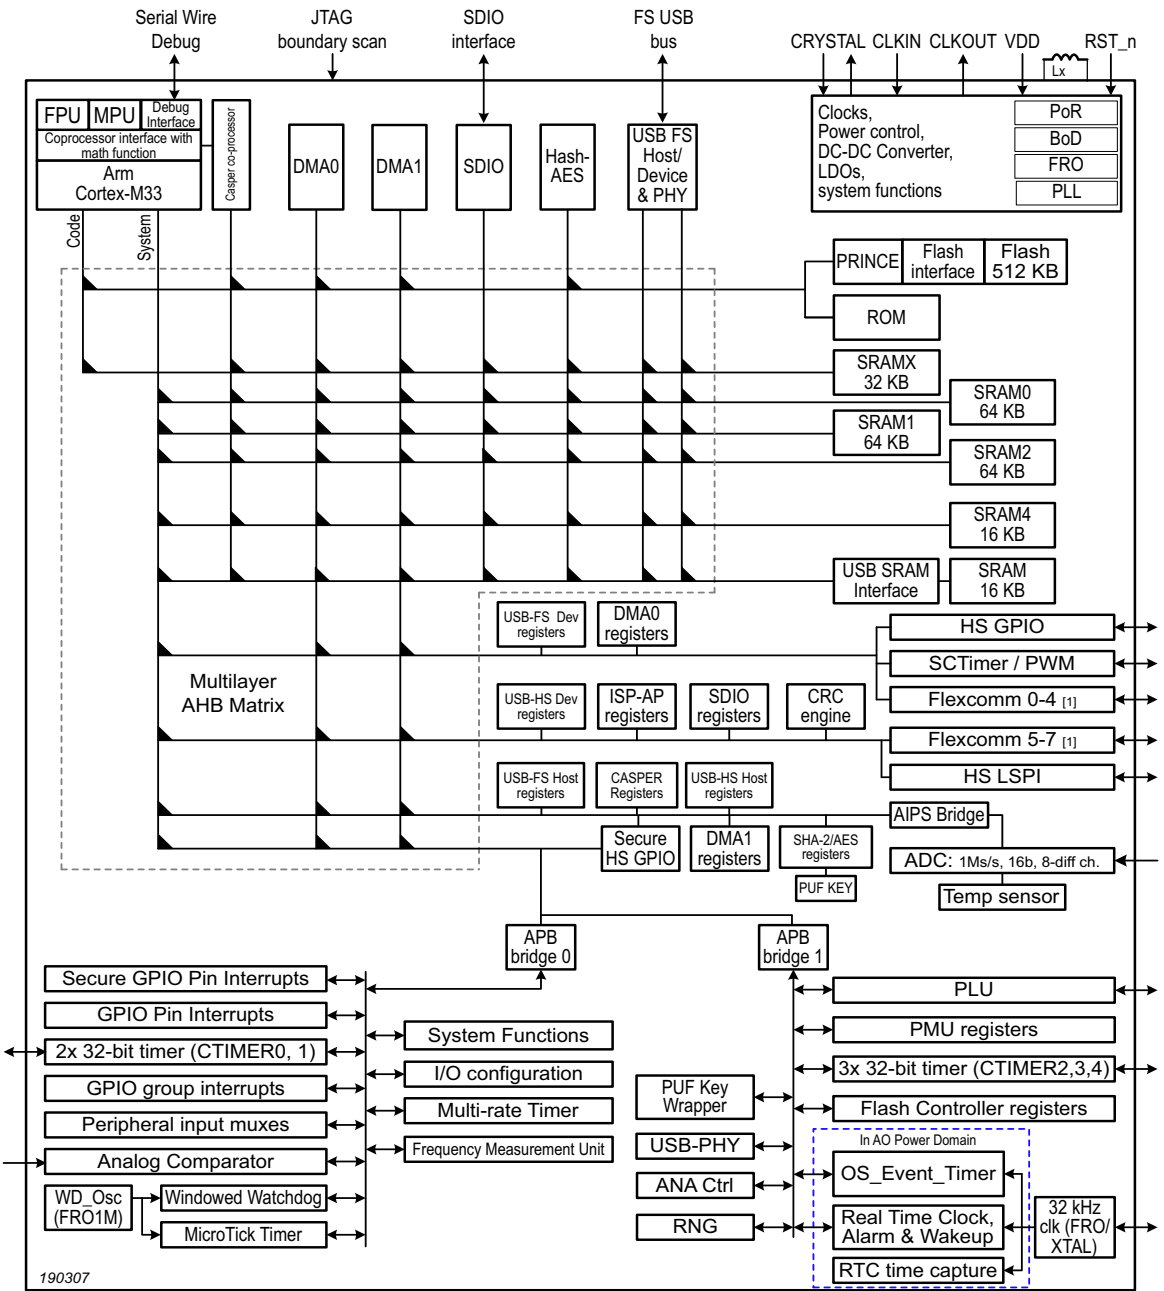 Serial Wire
Debug
JTAG
boundary scan
SDIO
interface
FS USB
bus
CRYSTAL CLKIN CLKOUT VDD
RST_n
Lx
FPU
MPU
Debug
Interface
Coprocessor interface with
math function
Arm
Cortex-M33
Casper co-processor
DMA0
DMA1
SDIO
Hash-
AES
USB FS
Host/
Device
& PHY
Clocks,
Power control,
DC-DC Converter,
LDOs,
system functions
PoR
BoD
FRO
PLL
Code
System
PRINCE
Flash
interface
Flash
512 KB
ROM
SRAMX
32 KB
SRAM0
64 KB
SRAM1
64 KB
SRAM2
64 KB
SRAM4
16 KB
USB SRAM
Interface
SRAM
16 KB
USB-FS Dev
registers
DMA0
registers
HS GPIO
SCTimer / PWM
Flexcomm 0-4 [1]
Multilayer
AHB Matrix
USB-HS Dev
registers
ISP-AP
registers
SDIO
registers
CRC
engine
Flexcomm 5-7 [1]
HS LSPI
USB-FS Host
registers
CASPER
Registers
USB-HS Host
registers
AIPS Bridge
Secure
HS GPIO
DMA1
registers
SHA-2/AES
registers
PUF KEY
ADC: 1Ms/s, 16b, 8-diff ch.
Temp sensor
APB
bridge 0
APB
bridge 1
Secure GPIO Pin Interrupts
GPIO Pin Interrupts
2x 32-bit timer (CTIMER0, 1)
GPIO group interrupts
Peripheral input muxes
Analog Comparator
WD_Osc
(FRO1M)
Windowed Watchdog
MicroTick Timer
System Functions
I/O configuration
Multi-rate Timer
Frequency Measurement Unit
PUF Key
Wrapper
USB-PHY
ANA Ctrl
RNG
PLU
PMU registers
3x 32-bit timer (CTIMER2,3,4)
Flash Controller registers
In AO Power Domain
OS_Event_Timer
Real Time Clock,
Alarm & Wakeup
RTC time capture
32 kHz
clk (FRO/
XTAL)
190307